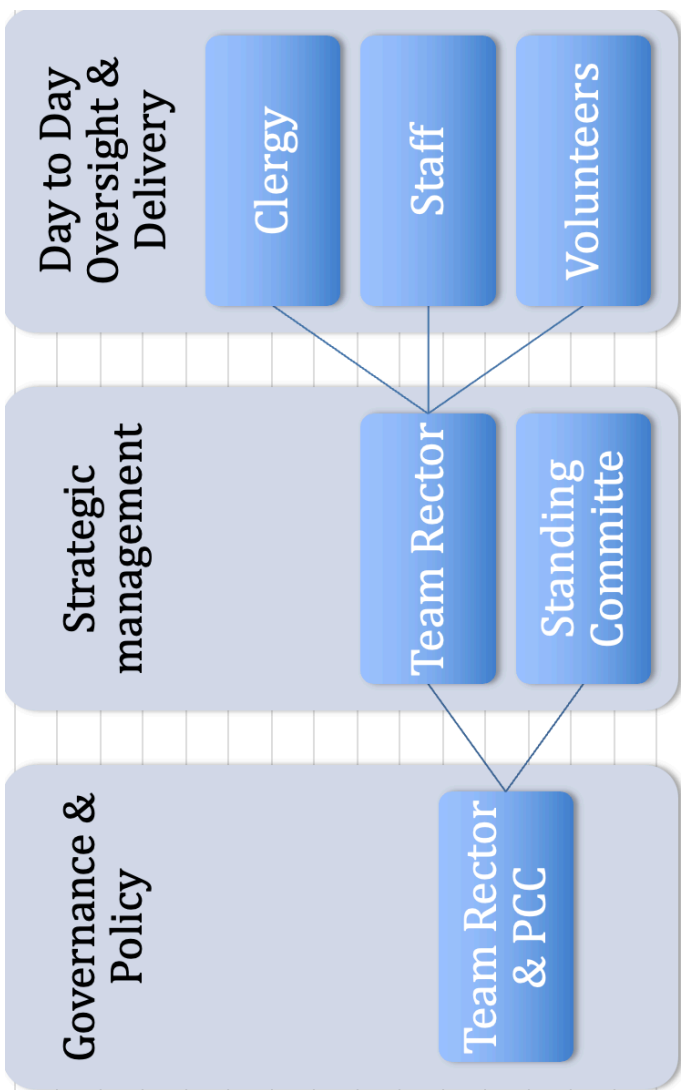 Governance &
Policy
Team Rector
& PCC
Strategic
management
Team Rector
Standing
Committe
Day to Day
Oversight &
Delivery
Clergy
Staff
Volunteers